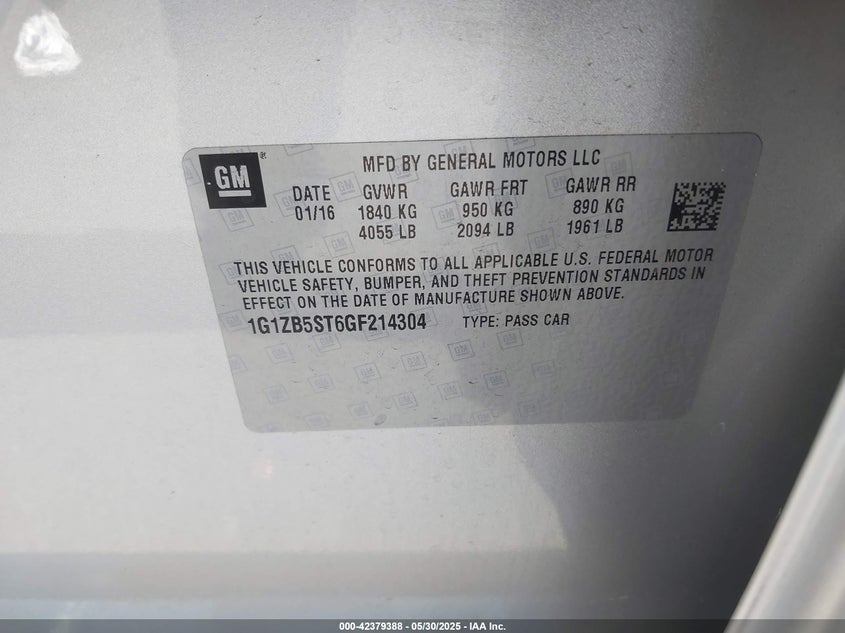 GM®
MFD BY GENERAL MOTORS LLC
DATE GVWR GAWR FRT GAWR RR
01/16 1840 KG 950 KG 890 KG
4055 LB 2094 LB 1961 LB
THIS VEHICLE CONFORMS TO ALL APPLICABLE U.S. FEDERAL MOTOR
VEHICLE SAFETY, BUMPER, AND THEFT PREVENTION STANDARDS IN
EFFECT ON THE DATE OF MANUFACTURE SHOWN ABOVE.
1G1ZB5ST6GF214304 TYPE: PASS CAR
000-42379388 - 05/30/2025 - IAA Inc.